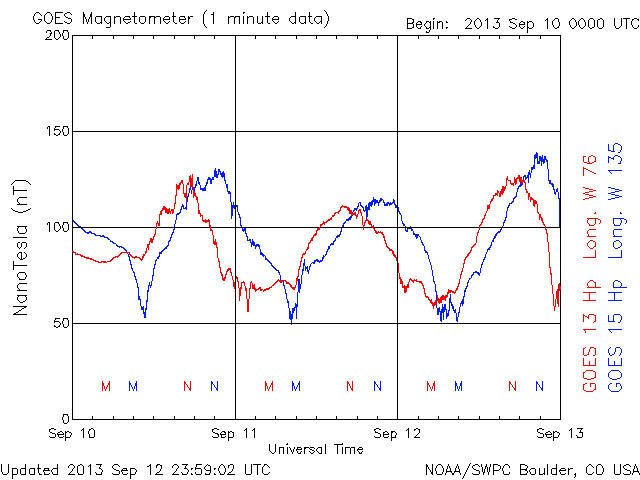 GOES Magnetometer (1 minute data)
Begin: 2013 Sep 10 0000 UTC
200
150
100
50
0
NanoTesla (nT)
M M N N M M N N M M N N
Sep 10 Sep 11 Sep 12 Sep 13
Universal Time
GOES 13 Hp Long. W 76
GOES 15 Hp Long. W 135
Updated 2013 Sep 12 23:59:02 UTC
NOAA/SWPC Boulder, CO USA